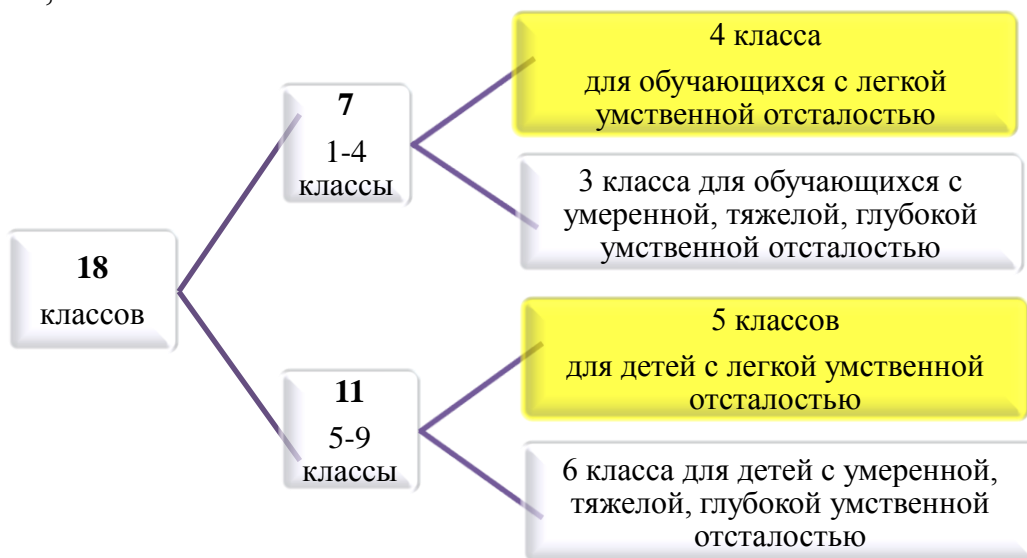 18
классов
7
1-4
классы
4 класса
для обучающихся с легкой
умственной отсталостью
3 класса для обучающихся с
умеренной, тяжелой, глубокой
умственной отсталостью
11
5-9
классы
5 классов
для детей с легкой умственной
отсталостью
6 класса для детей с умеренной,
тяжелой, глубокой умственной
отсталостью